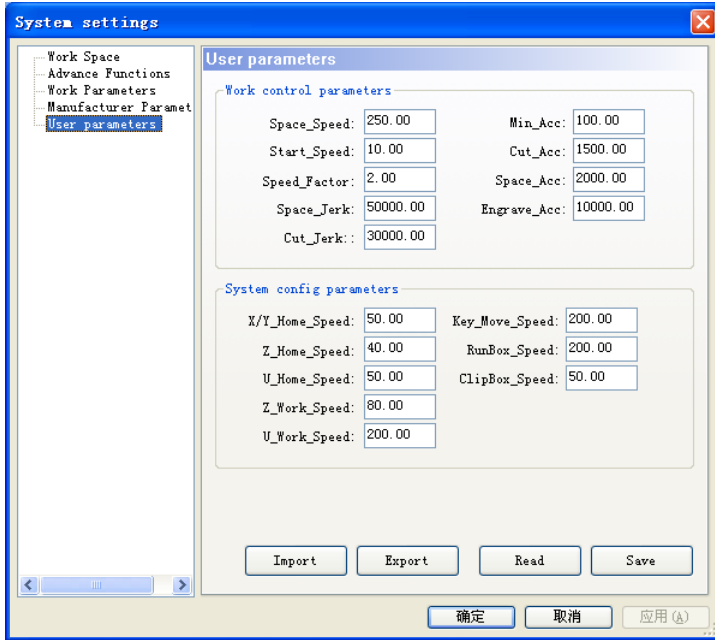 System settings
Work Space
Advance Functions
Work Parameters
Manufacturer Paramet
User parameters
User parameters
Work control parameters
Space_Speed: 250.00 Min_Acc: 100.00
Start_Speed: 10.00 Cut_Acc: 1500.00
Speed_Factor: 2.00 Space_Acc: 2000.00
Space_Jerk: 50000.00 Engrave_Acc: 10000.00
Cut_Jerk:: 30000.00
System config parameters
X/Y_Home_Speed: 50.00 Key_Move_Speed: 200.00
Z_Home_Speed: 40.00 RunBox_Speed: 200.00
U_Home_Speed: 50.00 ClipBox_Speed: 50.00
Z_Work_Speed: 80.00
U_Work_Speed: 200.00
Import Export Read Save
确定 取消 应用(A)